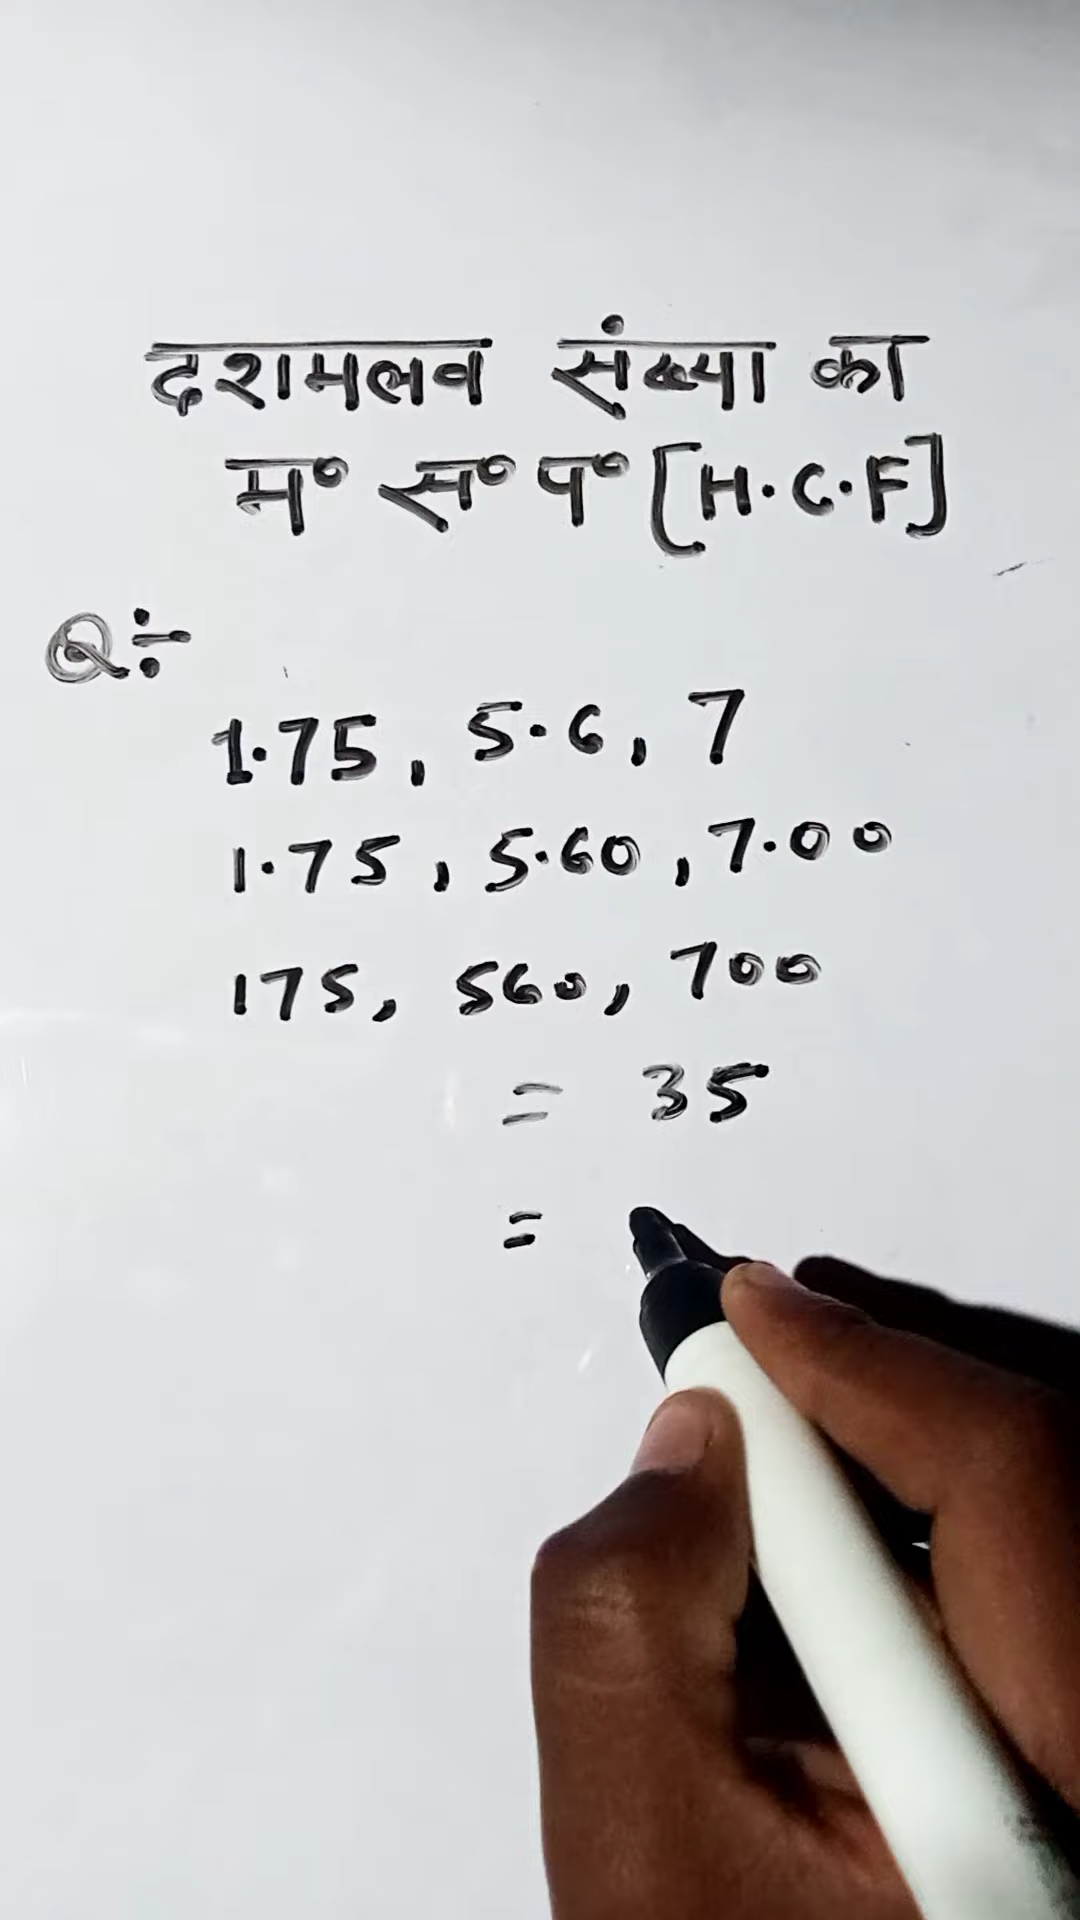 दशमलव संख्या का
म० स० प० [H.C.F]
Q÷
1.75, 5.6, 7
1.75, 5.60, 7.00
175, 560, 700
= 35
=